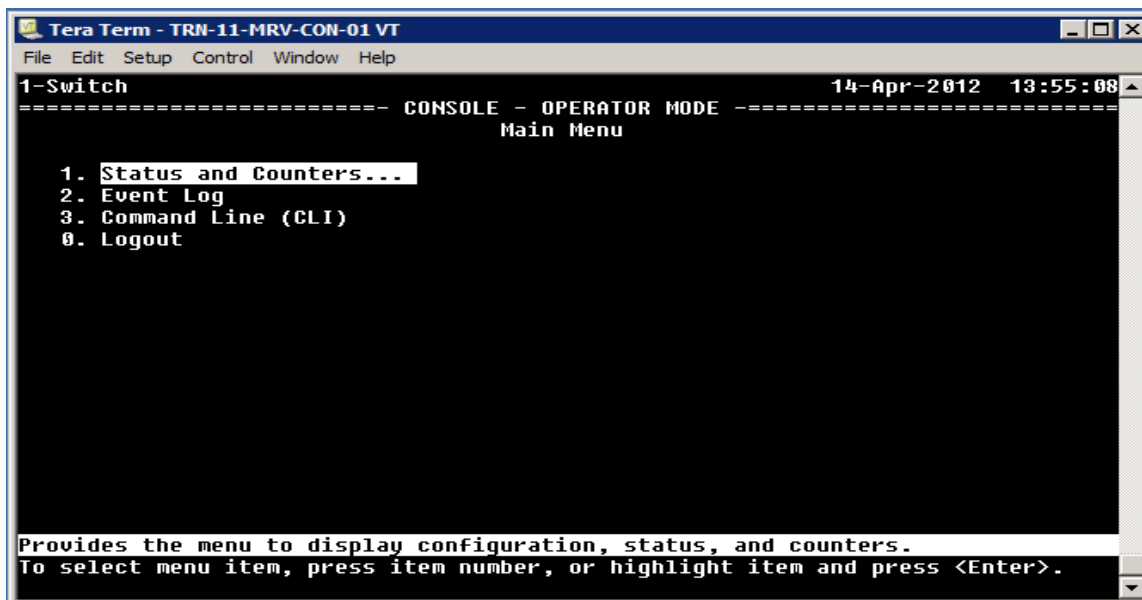 Tera Term - TRN-11-MRV-CON-01 VT
File Edit Setup Control Window Help
1-Switch 14-Apr-2012 13:55:08
==========================- CONSOLE - OPERATOR MODE -===========================
Main Menu
1. Status and Counters...
2. Event Log
3. Command Line (CLI)
0. Logout
Provides the menu to display configuration, status, and counters.
To select menu item, press item number, or highlight item and press <Enter>.